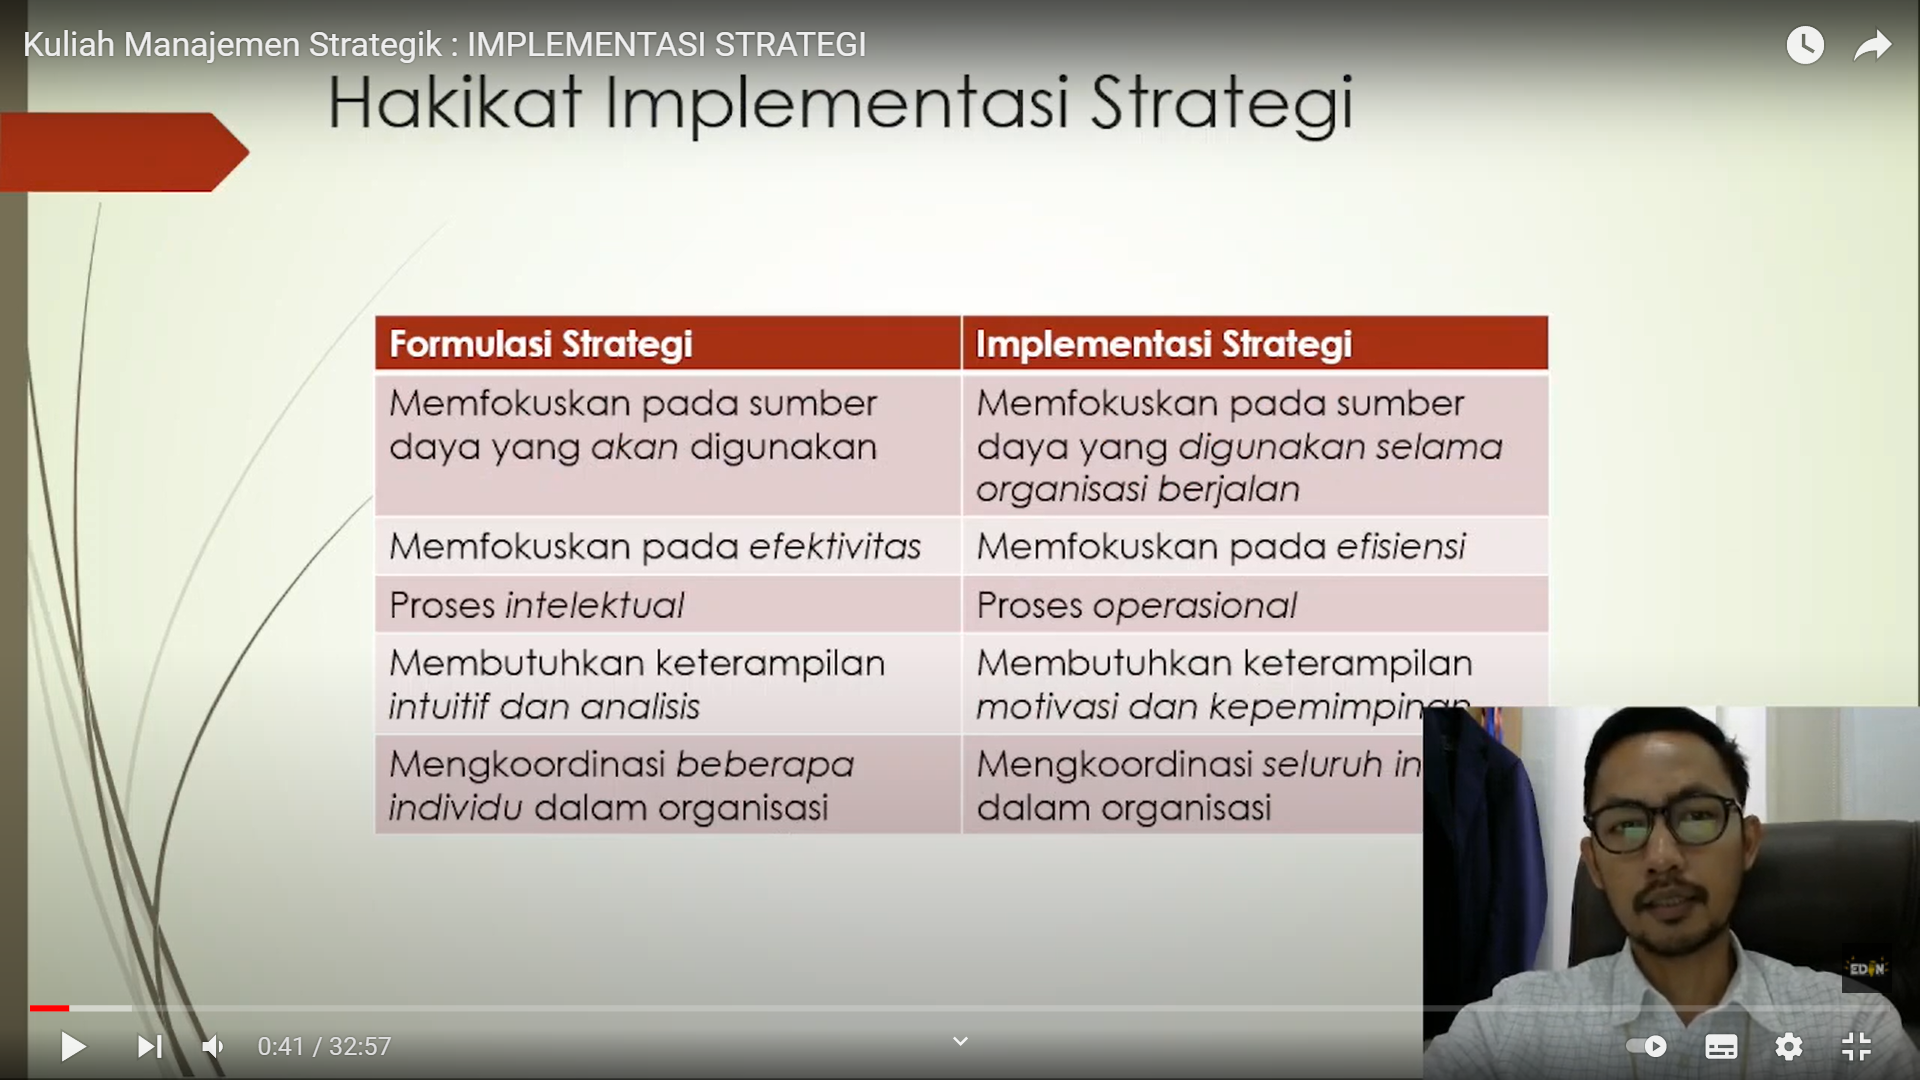 Kuliah Manajemen Strategik : IMPLEMENTASI STRATEGI
Hakikat Implementasi Strategi
Formulasi Strategi
Implementasi Strategi
Memfokuskan pada sumber
daya yang akan digunakan
Memfokuskan pada sumber
daya yang digunakan selama
organisasi berjalan
Memfokuskan pada efektivitas
Memfokuskan pada efisiensi
Proses intelektual
Proses operasional
Membutuhkan keterampilan
intuitif dan analisis
Membutuhkan keterampilan
motivasi dan kepemimpinan
Mengkoordinasi beberapa
individu dalam organisasi
Mengkoordinasi seluruh in
dalam organisasi
EDIN
0:41 / 32:57